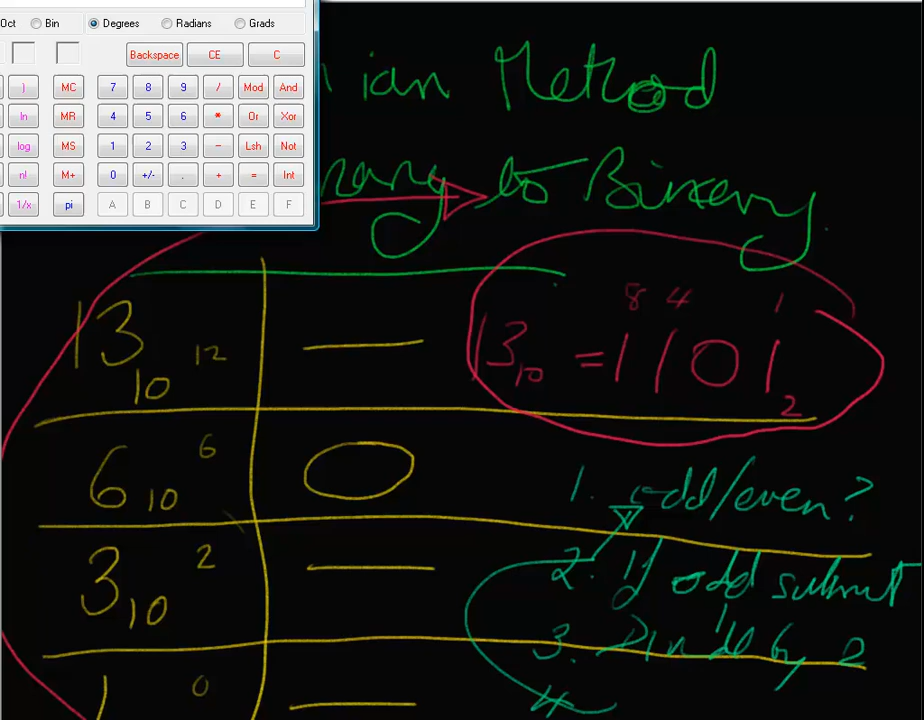 Oct Bin Degrees Radians Grads
Backspace CE C
) MC 7 8 9 / Mod And
ln MR 4 5 6 * Or Xor
log MS 1 2 3 - Lsh Not
n! M+ 0 +/- . + = Int
1/x pi A B C D E F
ian Method
to Binary
8 4 1
13 10 12 — 13 10 = 1101 2
6 10 6 0
1. odd/even?
3 10 2 —
2. If odd submit
3. Divide by 2
1 0 —
4